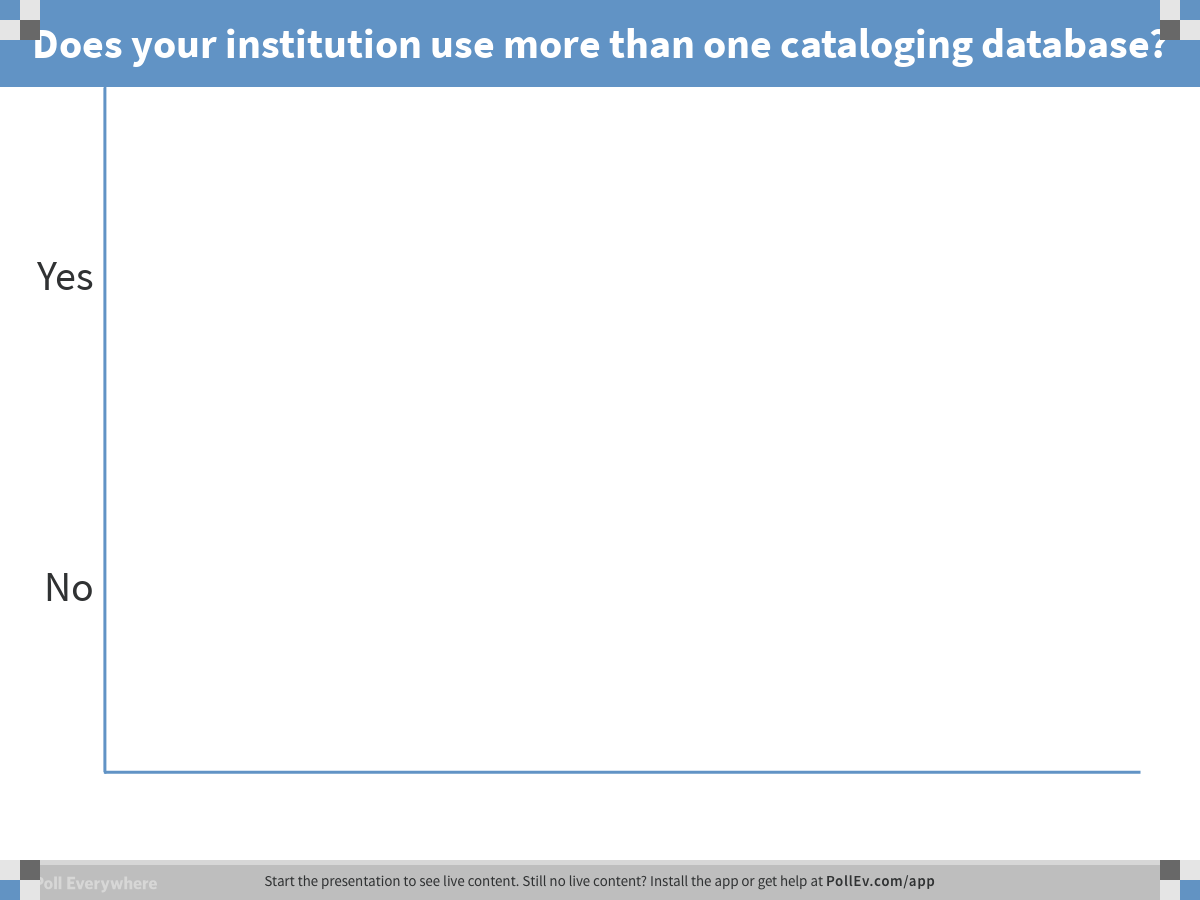 Does your institution use more than one cataloging database?
Yes
No
Poll Everywhere
Start the presentation to see live content. Still no live content? Install the app or get help at PollEv.com/app